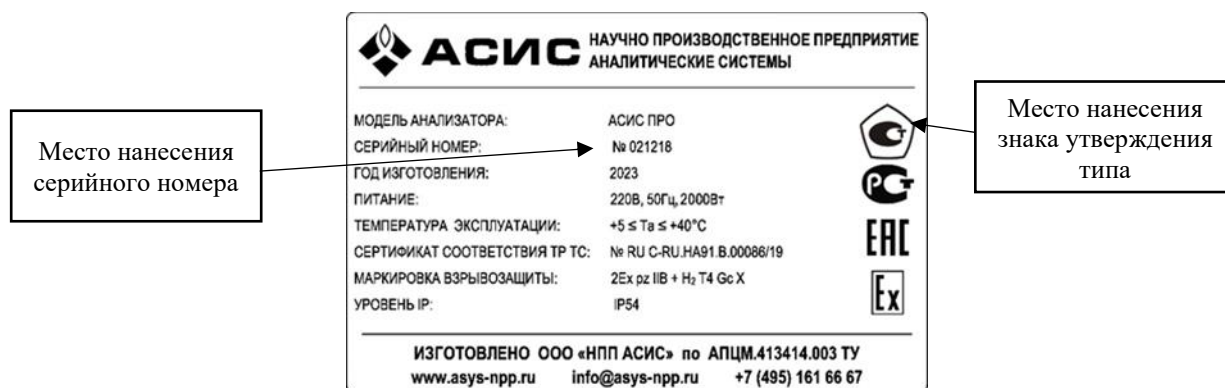 АСИС
НАУЧНО ПРОИЗВОДСТВЕННОЕ ПРЕДПРИЯТИЕ
АНАЛИТИЧЕСКИЕ СИСТЕМЫ
Место нанесения
серийного номера
МОДЕЛЬ АНАЛИЗАТОРА: АСИС ПРО
СЕРИЙНЫЙ НОМЕР: № 021218
ГОД ИЗГОТОВЛЕНИЯ: 2023
ПИТАНИЕ: 220В, 50Гц, 2000Вт
ТЕМПЕРАТУРА ЭКСПЛУАТАЦИИ: +5 ≤ Ta ≤ +40°C
СЕРТИФИКАТ СООТВЕТСТВИЯ ТР ТС: № RU C-RU.HA91.B.00086/19
МАРКИРОВКА ВЗРЫВОЗАЩИТЫ: 2Ex pz IIB + H₂ T4 Gc X
УРОВЕНЬ IP: IP54
Место нанесения
знака утверждения
типа
РСТ
EAC
Ex
ИЗГОТОВЛЕНО ООО «НПП АСИС» по АПЦМ.413414.003 ТУ
www.asys-npp.ru info@asys-npp.ru +7 (495) 161 66 67